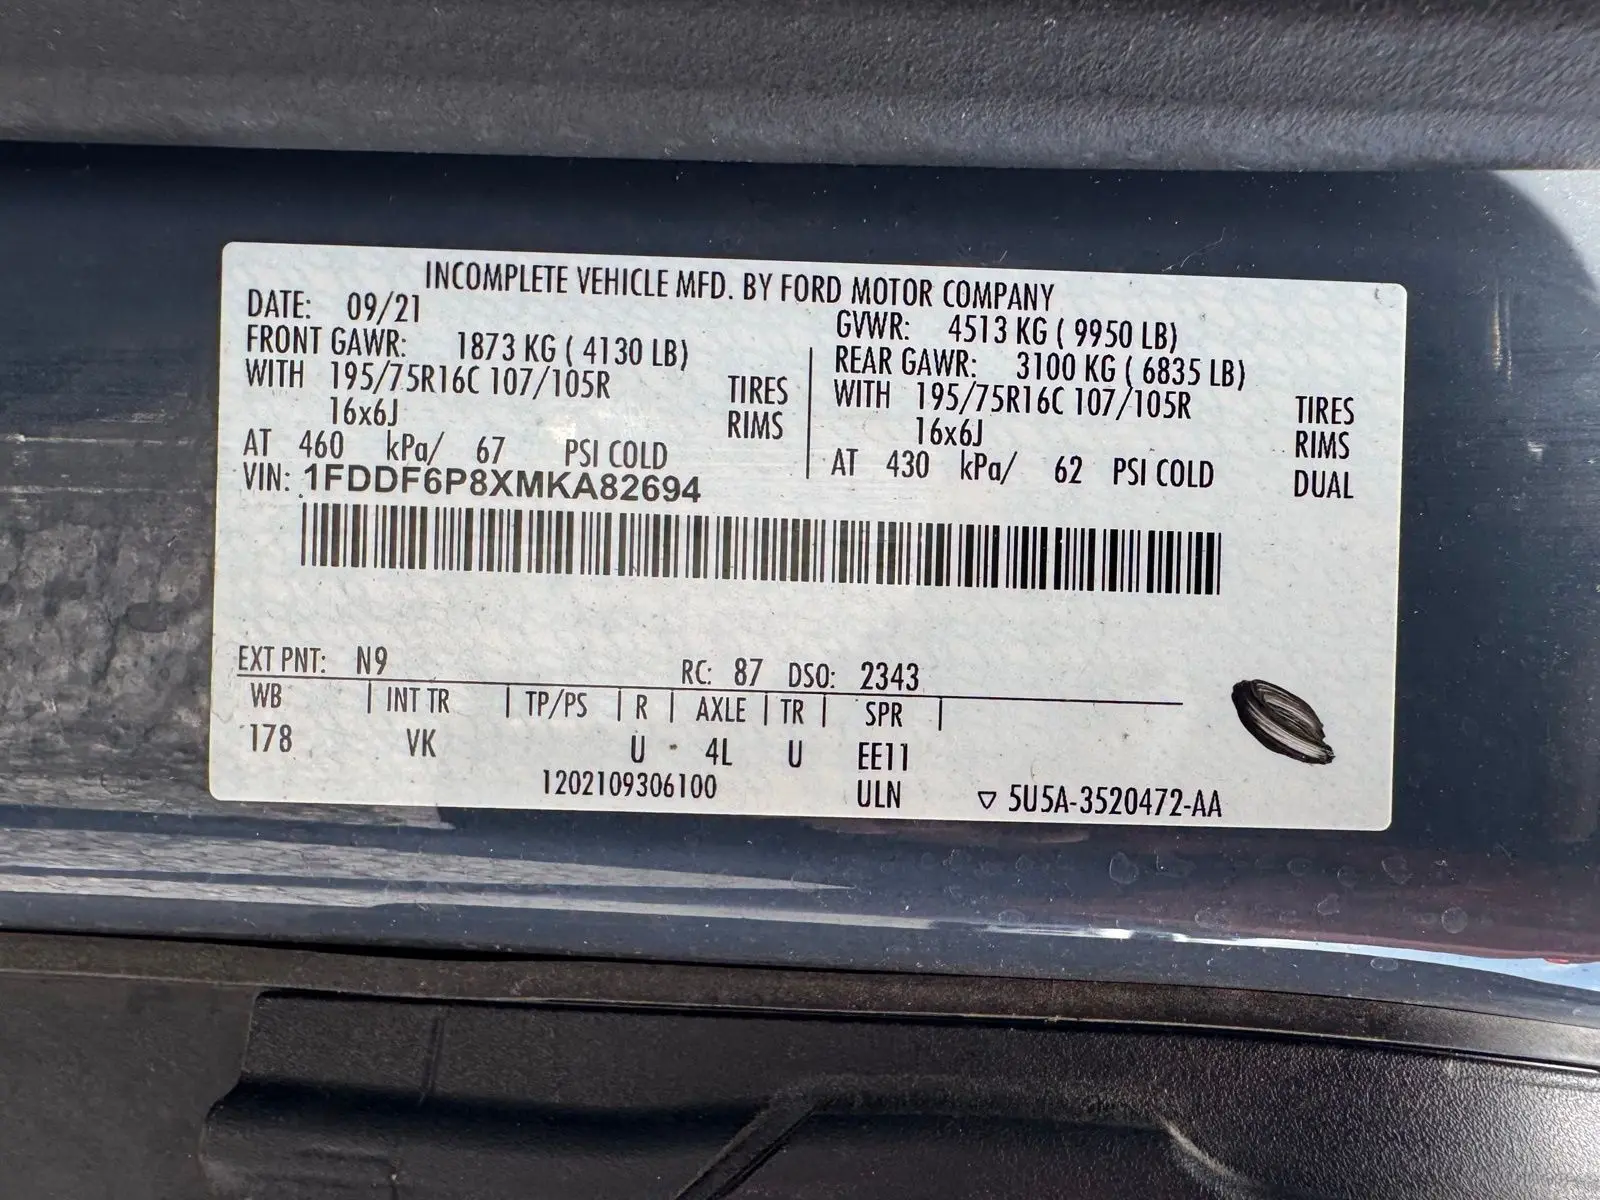 INCOMPLETE VEHICLE MFD. BY FORD MOTOR COMPANY
DATE: 09/21 GVWR: 4513 KG ( 9950 LB)
FRONT GAWR: 1873 KG ( 4130 LB) REAR GAWR: 3100 KG ( 6835 LB)
WITH 195/75R16C 107/105R TIRES WITH 195/75R16C 107/105R TIRES
16x6J RIMS 16x6J RIMS
AT 460 kPa/ 67 PSI COLD AT 430 kPa/ 62 PSI COLD DUAL
VIN: 1FDDF6P8XMKA82694
EXT PNT: N9 RC: 87 DSO: 2343
WB | INT TR | TP/PS | R | AXLE | TR | SPR |
178 VK U 4L U EE11
1202109306100 ULN ▽ 5U5A-3520472-AA